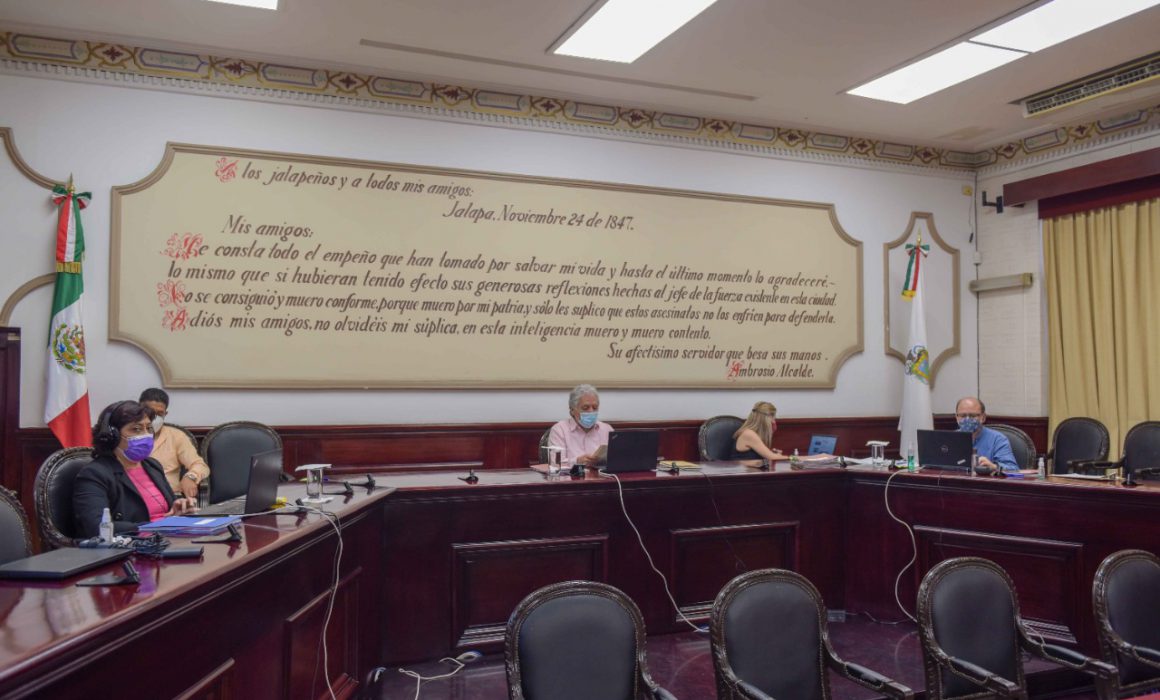 A los jalapeños y a todos mis amigos:
Jalapa, Noviembre 24 de 1847.
Mis amigos:
Me consta todo el empeño que han tomado por salvar mi vida y hasta el último momento lo agradeceré,-
lo mismo que si hubieran tenido efecto sus generosas reflexiones hechas al jefe de la fuerza existente en esta ciudad.
No se consiguió y muero conforme, porque muero por mi patria, y sólo les suplico que estos asesinatos no los enfríen para defenderla.
Adiós mis amigos, no olvidéis mi súplica, en esta inteligencia muero y muero contento.
Su afectísimo servidor que besa sus manos.
Ambrosio Alcalde.